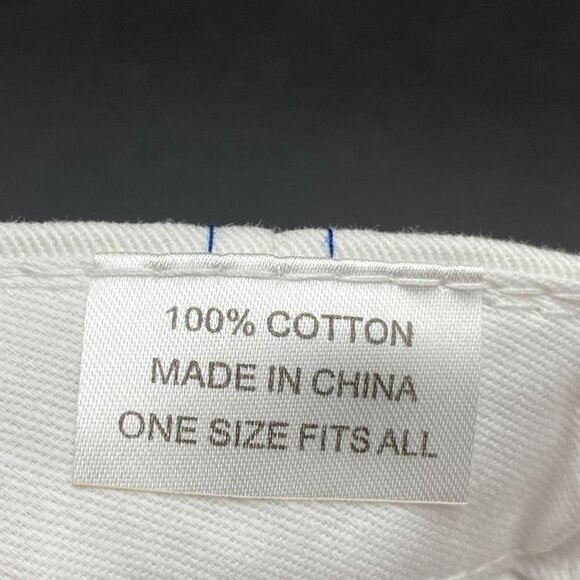 100% COTTON
MADE IN CHINA
ONE SIZE FITS ALL